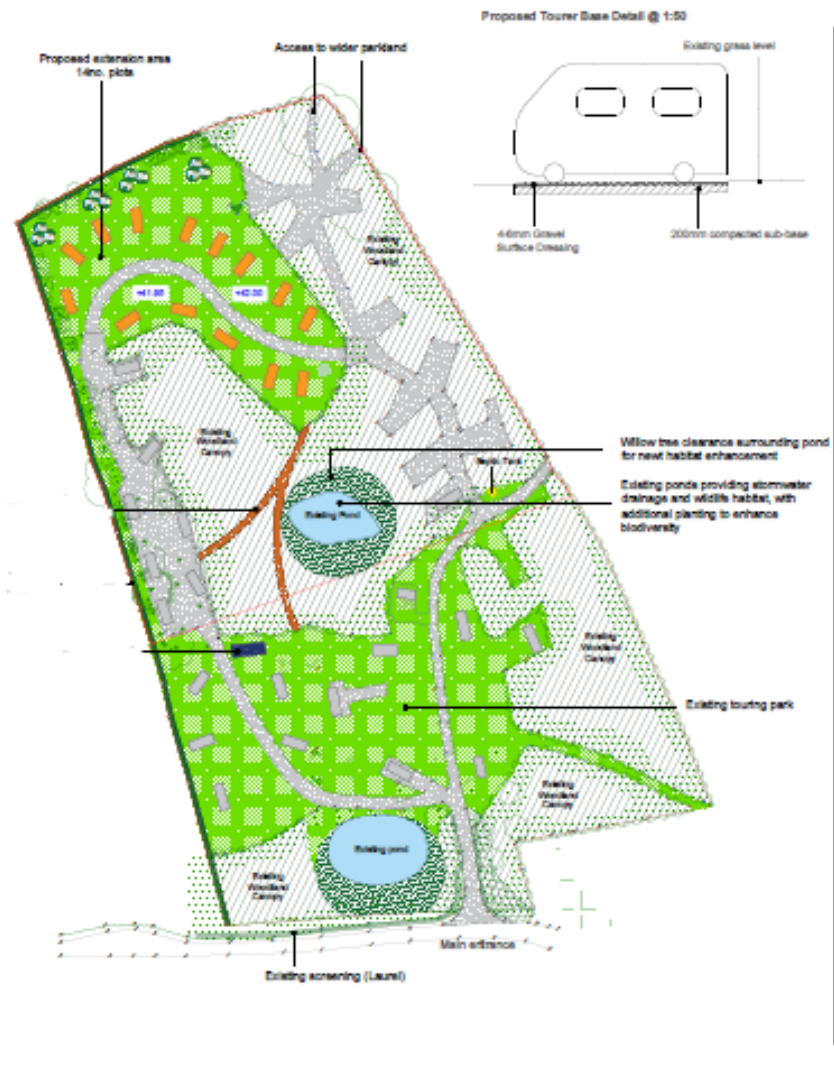 Proposed Tourer Base Detail @ 1:50
Existing grass level
4-6mm Gravel
Surface Dressing
200mm compacted sub-base
Access to wider parkland
Proposed extension area
14no. plots
Existing
Woodland
Canopy
Existing
Woodland
Canopy
Willow tree clearance surrounding pond
for newt habitat enhancement
Septic Tank
Existing ponds providing stormwater
drainage and wildlife habitat, with
additional planting to enhance
biodiversity
Existing Pond
Existing
Woodland
Canopy
Existing touring park
Existing
Woodland
Canopy
Existing pond
Existing
Woodland
Canopy
Main entrance
Existing screening (Laurel)